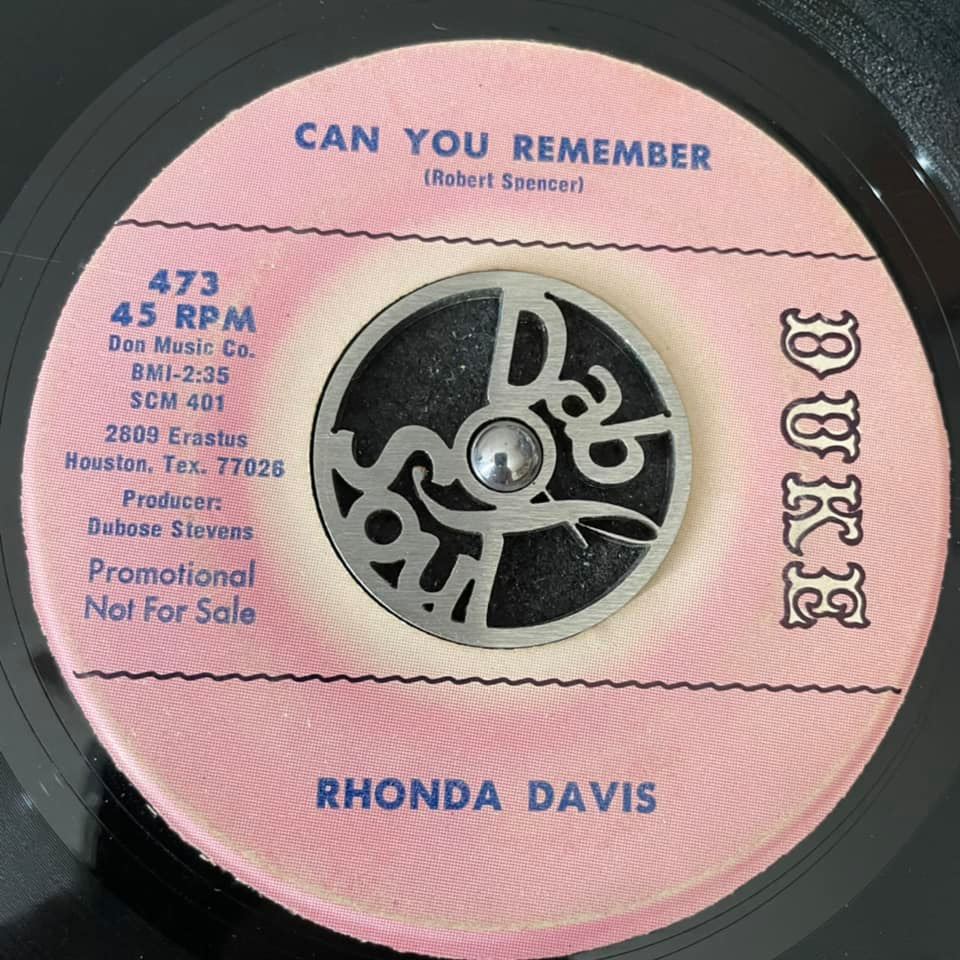 CAN YOU REMEMBER
(Robert Spencer)
473
45 RPM
Don Music Co.
BMI-2:35
SCM 401
2809 Erastus
Houston, Tex. 77026
Producer:
Dubose Stevens
Promotional
Not For Sale
DUKE
Dab
Soul
RHONDA DAVIS